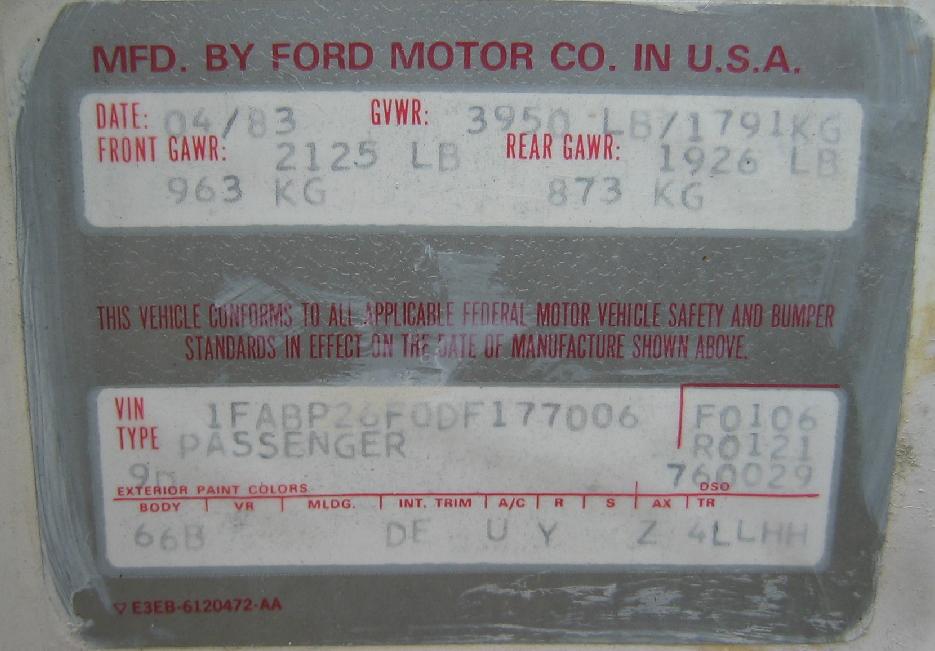 MFD. BY FORD MOTOR CO. IN U.S.A.
DATE: 04/83 GVWR: 3950 LB/1791KG
FRONT GAWR: 2125 LB REAR GAWR: 1926 LB
963 KG 873 KG
THIS VEHICLE CONFORMS TO ALL APPLICABLE FEDERAL MOTOR VEHICLE SAFETY AND BUMPER
STANDARDS IN EFFECT ON THE DATE OF MANUFACTURE SHOWN ABOVE.
VIN 1FABP26F0DF177006 F0106
TYPE PASSENGER R0121
760029
EXTERIOR PAINT COLORS DSO
BODY VR MLDG. INT. TRIM A/C R S AX TR
66B DE U Y Z 4LLHH
▽ E3EB-6120472-AA